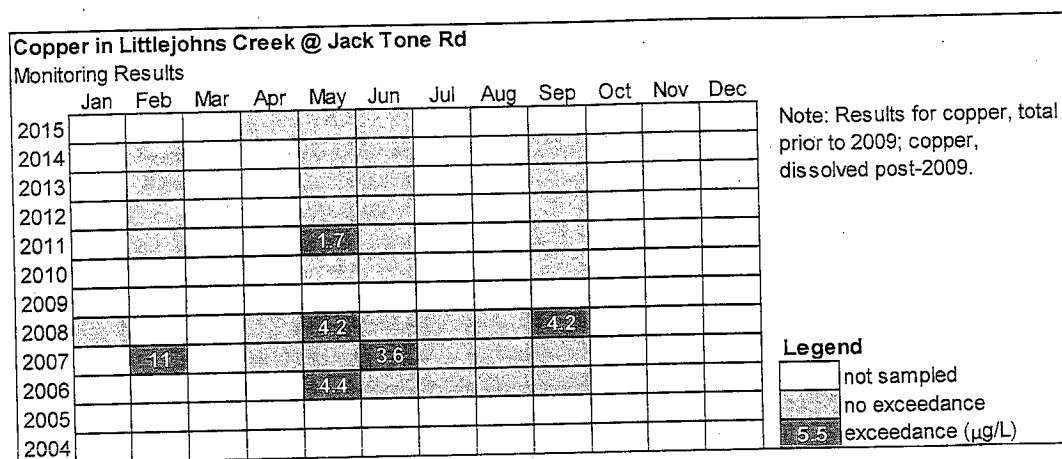 Copper in Littlejohns Creek @ Jack Tone Rd
Monitoring Results
Jan Feb Mar Apr May Jun Jul Aug Sep Oct Nov Dec
Note: Results for copper, total
prior to 2009; copper,
dissolved post-2009.
2015
2014
2013
2012
2011 1.7
2010
2009
2008 4.2 4.2
2007 11 3.6
2006 4.4
2005
2004
Legend
not sampled
no exceedance
5.5 exceedance (µg/L)